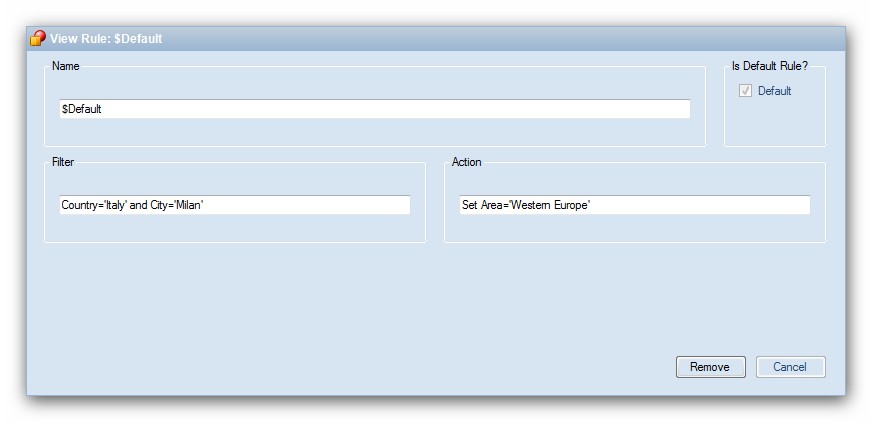 View Rule: $Default
Name
Is Default Rule?
$Default
Default
Filter
Action
Country='Italy' and City='Milan'
Set Area='Western Europe'
Remove
Cancel